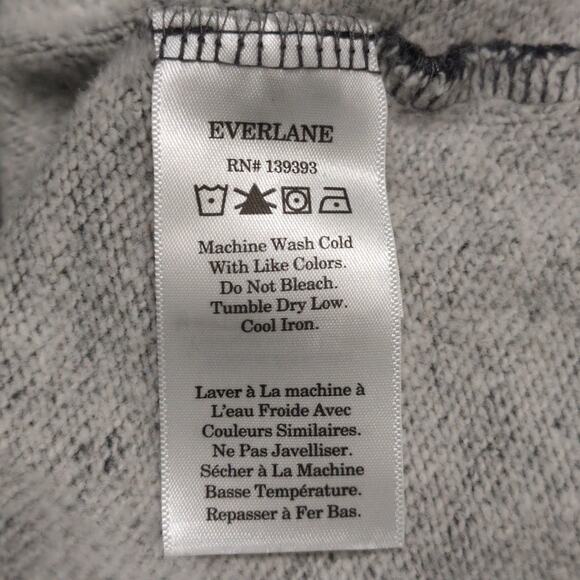 EVERLANE
RN# 139393
Machine Wash Cold
With Like Colors.
Do Not Bleach.
Tumble Dry Low.
Cool Iron.
Laver à La machine à
L'eau Froide Avec
Couleurs Similaires.
Ne Pas Javelliser.
Sécher à La Machine
Basse Température.
Repasser à Fer Bas.